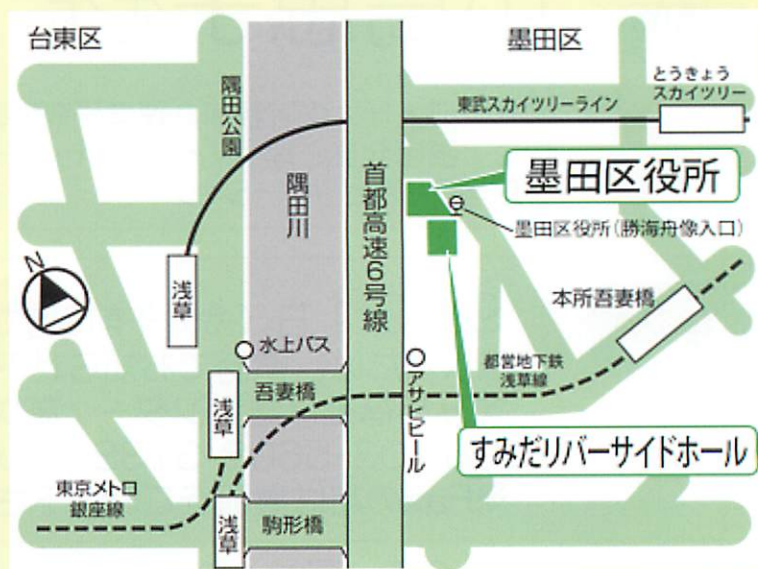 台東区
墨田区
とうきょう
スカイツリー
東武スカイツリーライン
隅田公園
隅田川
首都高速6号線
墨田区役所
墨田区役所(勝海舟像入口)
N
浅草
本所吾妻橋
水上バス
都営地下鉄
浅草線
吾妻橋
浅草
アサヒビール
すみだリバーサイドホール
東京メトロ
銀座線
浅草
駒形橋